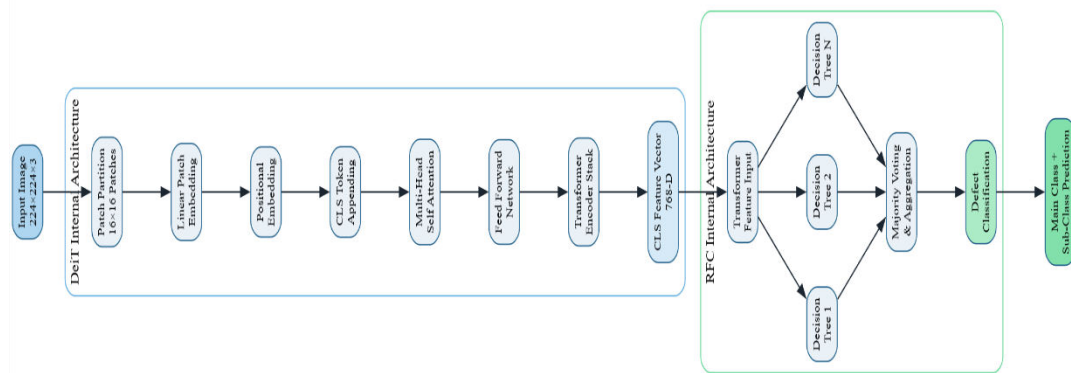 Input Image
224×224×3
DeiT Internal Architecture
Patch Partition
16×16 Patches
Linear Patch
Embedding
Positional
Embedding
CLS Token
Appending
Multi-Head
Self Attention
Feed Forward
Network
Transformer
Encoder Stack
CLS Feature Vector
768-D
RFC Internal Architecture
Transformer
Feature Input
Decision
Tree 1
Decision
Tree 2
Decision
Tree N
Majority Voting
& Aggregation
Defect
Classification
Main Class +
Sub-Class Prediction